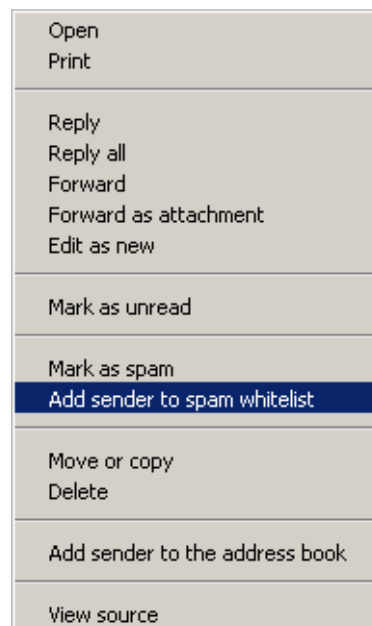 Open
Print
Reply
Reply all
Forward
Forward as attachment
Edit as new
Mark as unread
Mark as spam
Add sender to spam whitelist
Move or copy
Delete
Add sender to the address book
View source